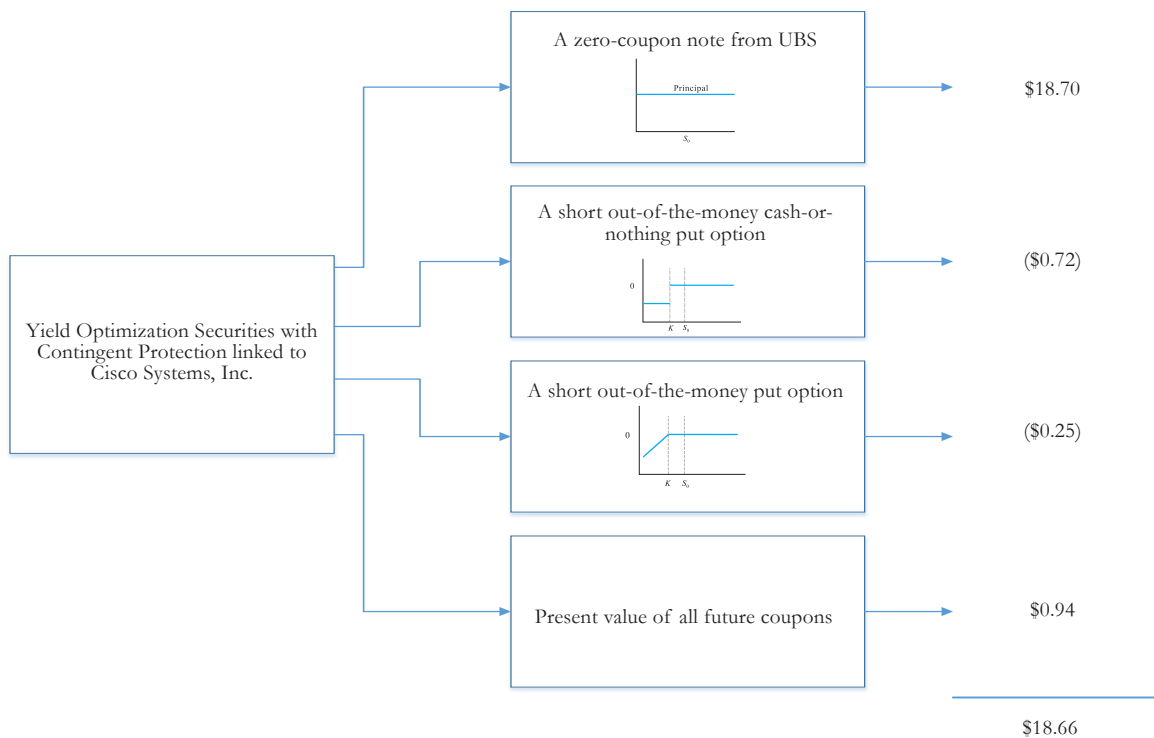 A zero-coupon note from UBS
Principal
S₀
$18.70
A short out-of-the-money cash-or-
nothing put option
0
K S₀
($0.72)
Yield Optimization Securities with
Contingent Protection linked to
Cisco Systems, Inc.
A short out-of-the-money put option
0
K S₀
($0.25)
Present value of all future coupons
$0.94
$18.66